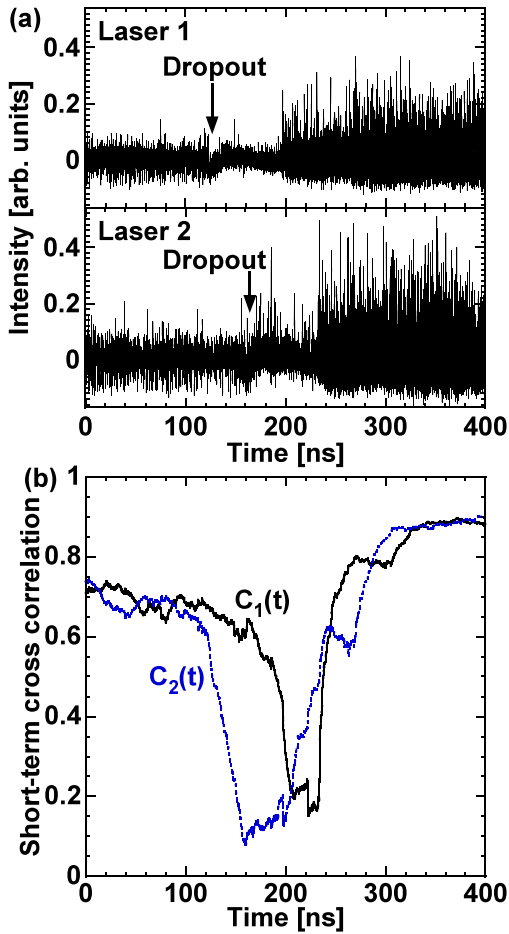 (a)
Laser 1
Dropout
0.4
0.2
0
Laser 2
Dropout
0.4
0.2
0
Intensity [arb. units]
0 100 200 300 400
Time [ns]
(b)
1
0.8
0.6
0.4
0.2
0
C1(t)
C2(t)
Short-term cross correlation
0 100 200 300 400
Time [ns]